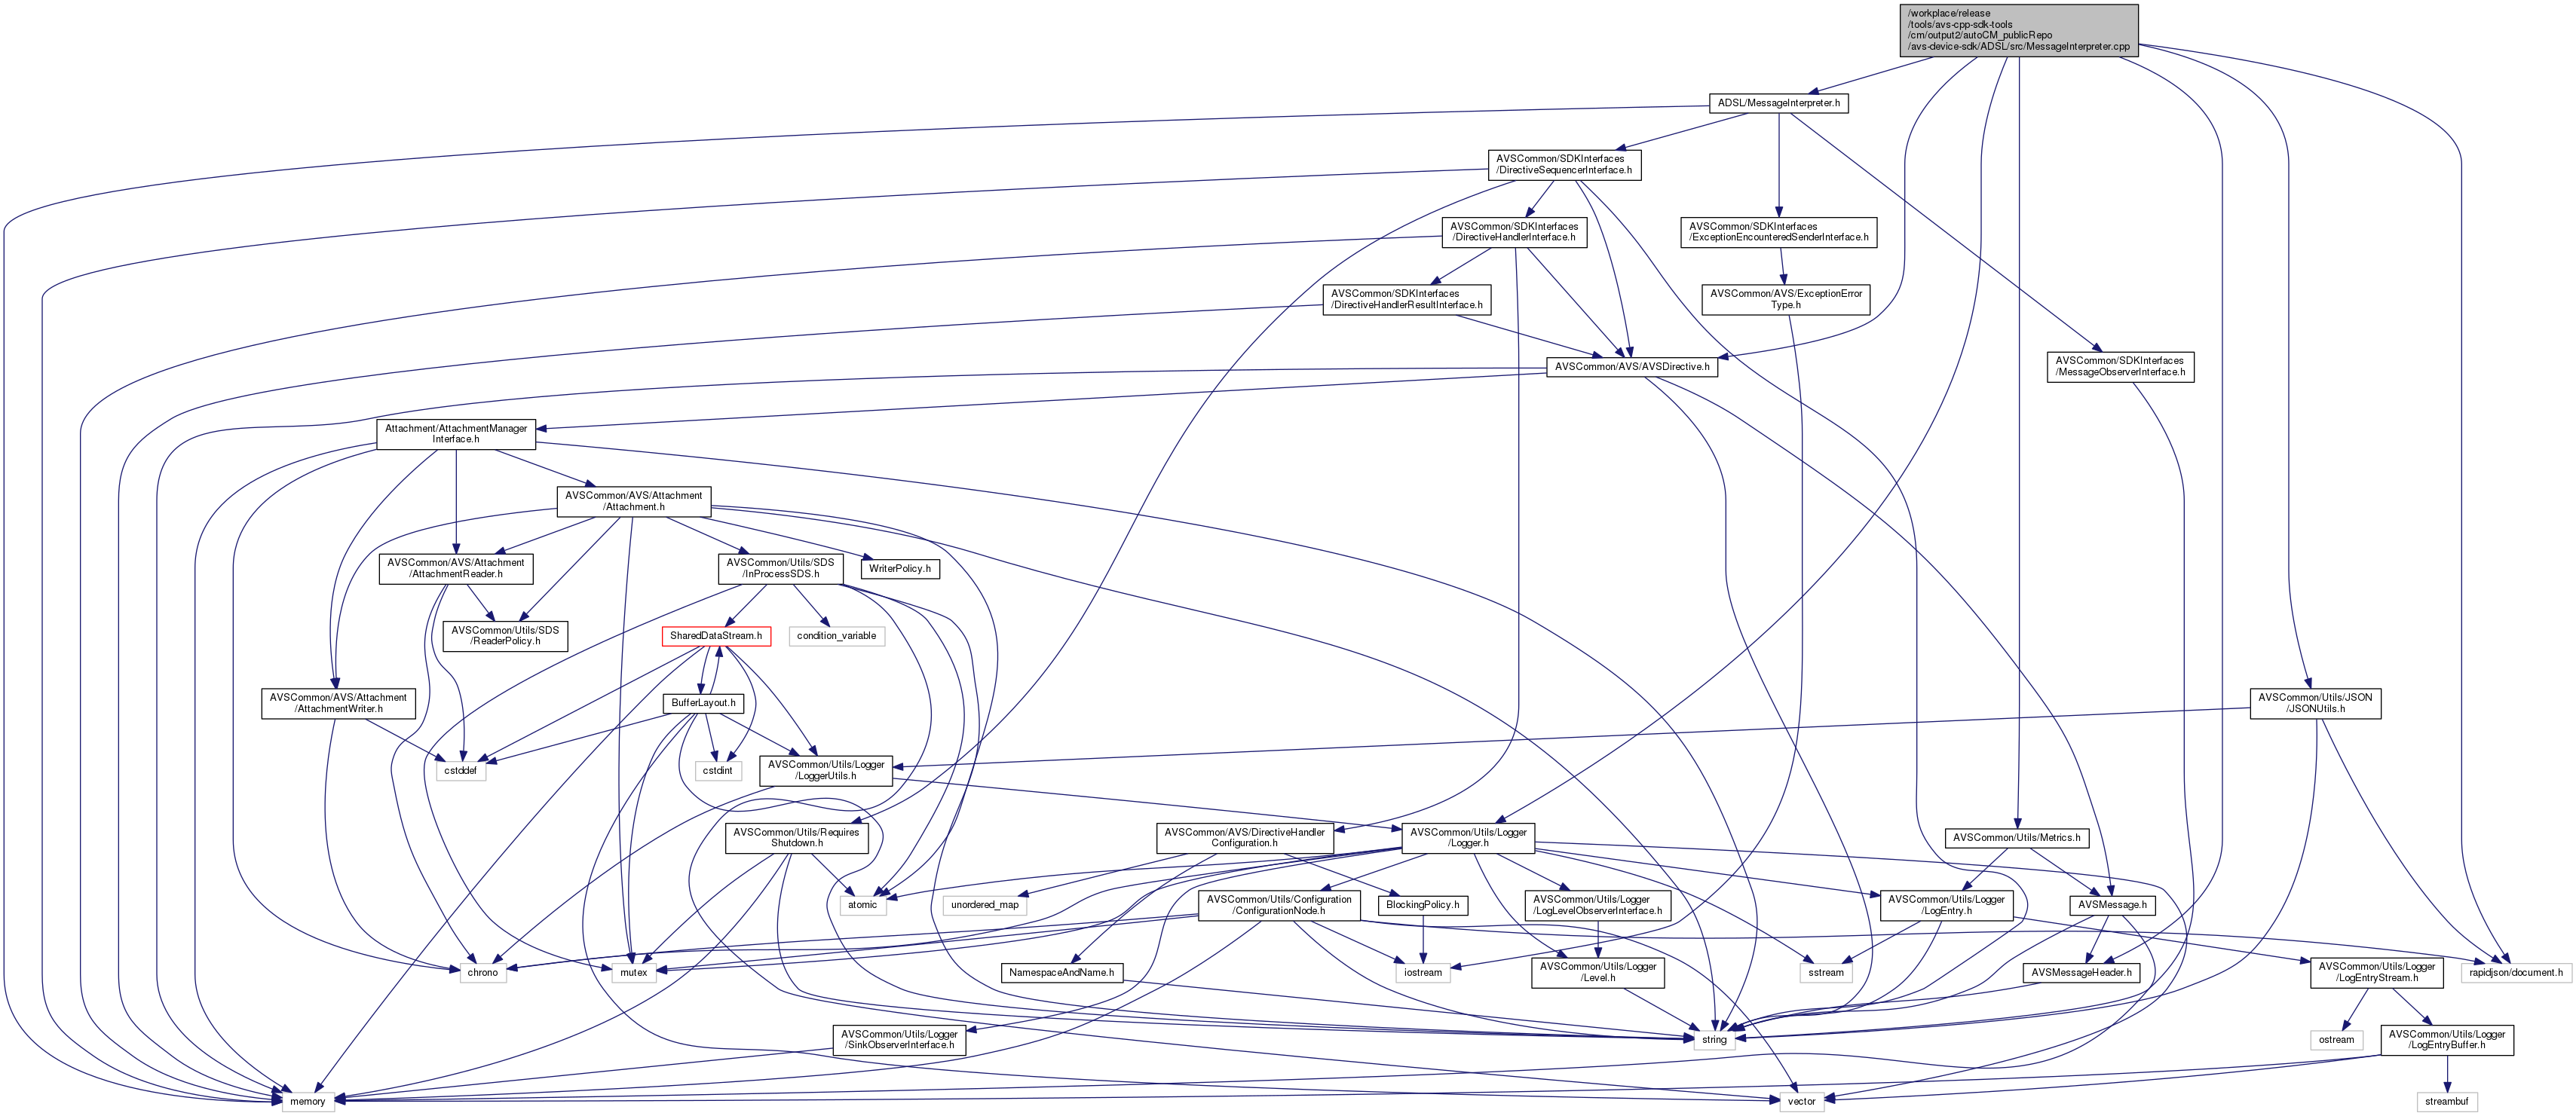 /workplace/release
/tools/avs-cpp-sdk-tools
/cm/output2/autoCM_publicRepo
/avs-device-sdk/ADSL/src/MessageInterpreter.cpp
ADSL/MessageInterpreter.h
AVSCommon/SDKInterfaces
/DirectiveSequencerInterface.h
AVSCommon/SDKInterfaces
/DirectiveHandlerInterface.h
AVSCommon/SDKInterfaces
/ExceptionEncounteredSenderInterface.h
AVSCommon/SDKInterfaces
/DirectiveHandlerResultInterface.h
AVSCommon/AVS/ExceptionError
Type.h
AVSCommon/AVS/AVSDirective.h
AVSCommon/SDKInterfaces
/MessageObserverInterface.h
Attachment/AttachmentManager
Interface.h
AVSCommon/AVS/Attachment
/Attachment.h
AVSCommon/AVS/Attachment
/AttachmentReader.h
AVSCommon/Utils/SDS
/InProcessSDS.h
WriterPolicy.h
AVSCommon/Utils/SDS
/ReaderPolicy.h
SharedDataStream.h
condition_variable
AVSCommon/AVS/Attachment
/AttachmentWriter.h
BufferLayout.h
AVSCommon/Utils/JSON
/JSONUtils.h
cstddef
cstdint
AVSCommon/Utils/Logger
/LoggerUtils.h
AVSCommon/Utils/Requires
Shutdown.h
AVSCommon/AVS/DirectiveHandler
Configuration.h
AVSCommon/Utils/Logger
/Logger.h
AVSCommon/Utils/Metrics.h
atomic
unordered_map
AVSCommon/Utils/Configuration
/ConfigurationNode.h
BlockingPolicy.h
AVSCommon/Utils/Logger
/LogLevelObserverInterface.h
AVSCommon/Utils/Logger
/LogEntry.h
AVSMessage.h
chrono
mutex
NamespaceAndName.h
iostream
AVSCommon/Utils/Logger
/Level.h
sstream
AVSMessageHeader.h
AVSCommon/Utils/Logger
/LogEntryStream.h
rapidjson/document.h
AVSCommon/Utils/Logger
/SinkObserverInterface.h
string
ostream
AVSCommon/Utils/Logger
/LogEntryBuffer.h
memory
vector
streambuf